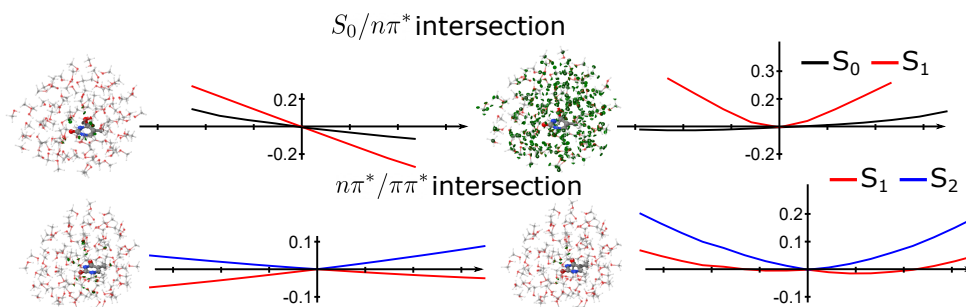 S₀/nπ* intersection
0.2
-0.2
S₀ S₁
0.3
0.2
-0.2
nπ*/ππ* intersection
0.1
-0.1
S₁ S₂
0.2
0.1
-0.1